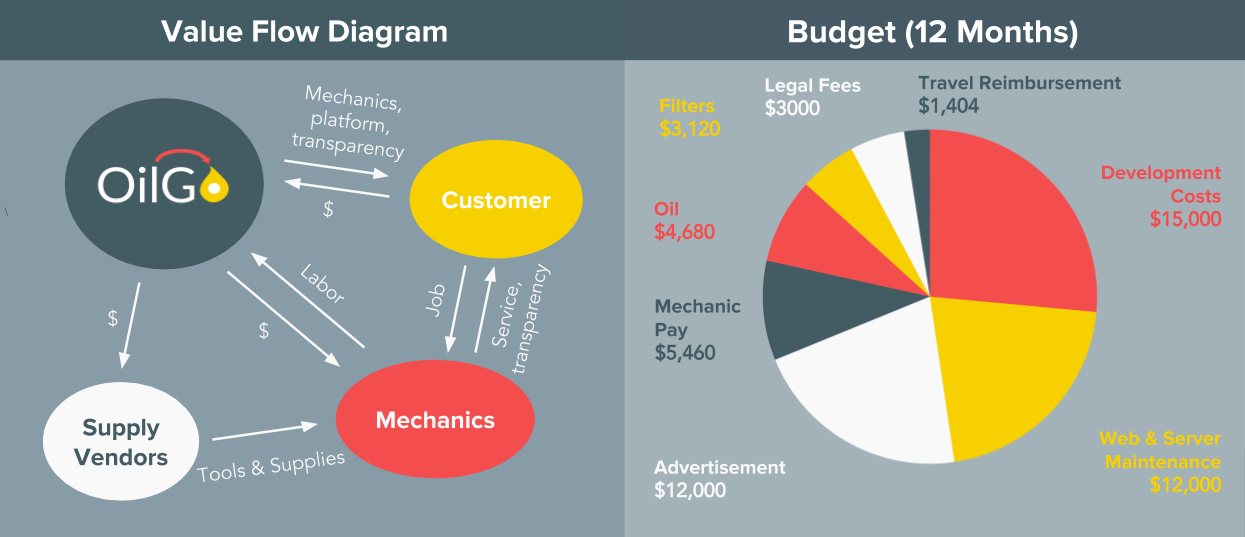 Value Flow Diagram
Budget (12 Months)
OilGo
Mechanics,
platform,
transparency
$
Customer
Labor
$
$
Job
Service,
transparency
Supply
Vendors
Tools & Supplies
Mechanics
Legal Fees
$3000
Travel Reimbursement
$1,404
Filters
$3,120
Development
Costs
$15,000
Oil
$4,680
Mechanic
Pay
$5,460
Web & Server
Maintenance
$12,000
Advertisement
$12,000